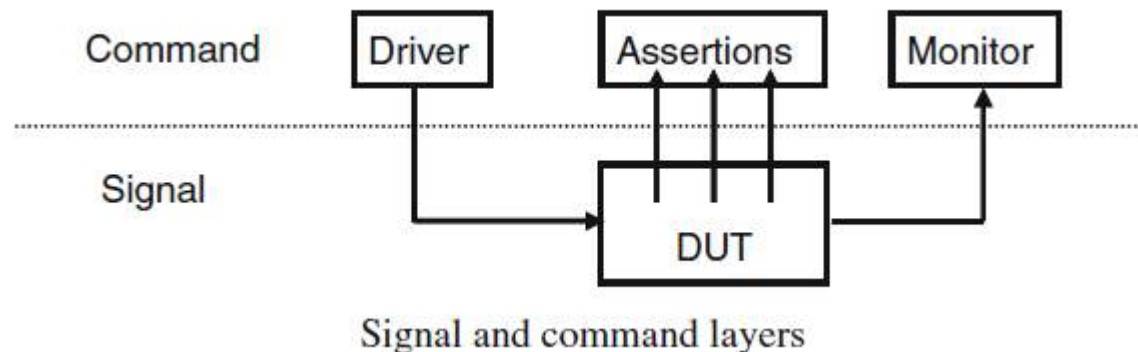 Command Driver Assertions Monitor
Signal
DUT
Signal and command layers